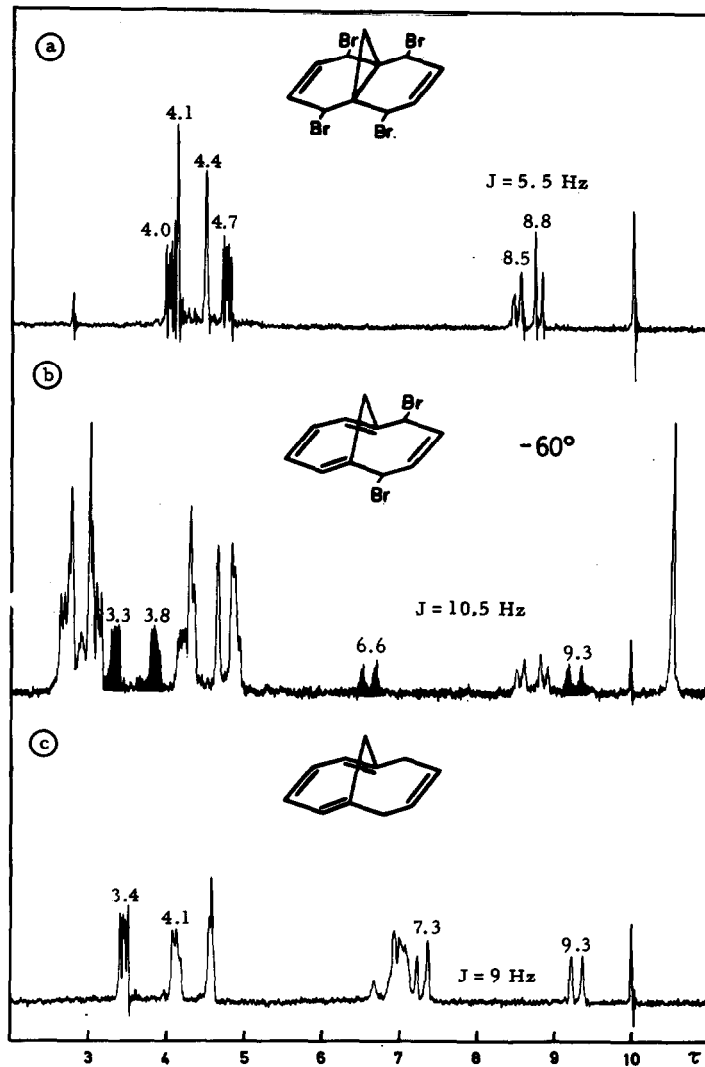 a
Br Br
Br Br.
4.1
4.4
4.0 4.7
J = 5.5 Hz
8.8
8.5
b
Br
-60°
Br
3.3 3.8
J = 10.5 Hz
6.6 9.3
c
3.4 4.1
7.3 9.3
J = 9 Hz
3 4 5 6 7 8 9 10 τ